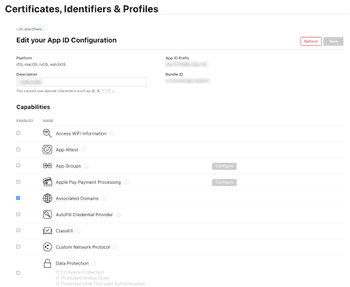 Certificates, Identifiers & Profiles
‹ All Identifiers
Edit your App ID Configuration
Remove
Save
Platform
iOS, macOS, tvOS, watchOS
App ID Prefix
Description
Bundle ID
You cannot use special characters such as @, &, *, ', "
Capabilities
ENABLED NAME
Access WiFi Information
App Attest
App Groups
Configure
Apple Pay Payment Processing
Configure
Associated Domains
AutoFill Credential Provider
ClassKit
Custom Network Protocol
Data Protection
Complete Protection
Protected Unless Open
Protected Until First User Authentication